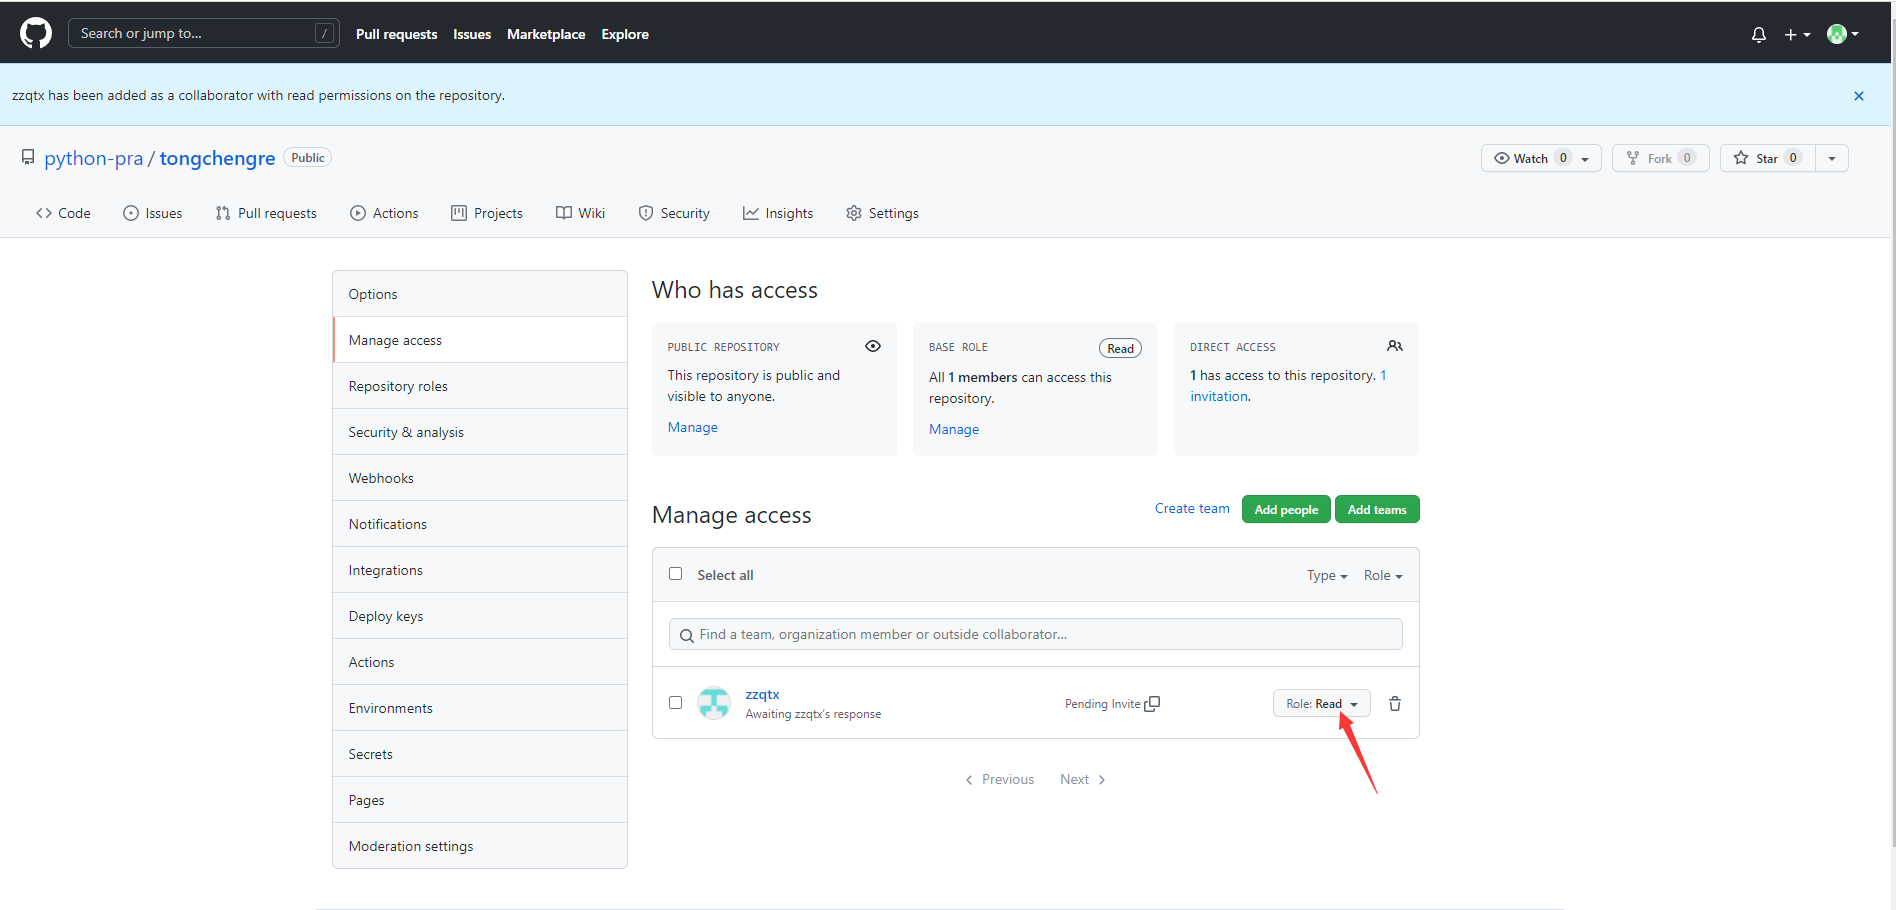 Search or jump to...
/
Pull requests
Issues
Marketplace
Explore
zzqtx has been added as a collaborator with read permissions on the repository.
python-pra / tongchengre
Public
Watch 0
Fork 0
Star 0
Code
Issues
Pull requests
Actions
Projects
Wiki
Security
Insights
Settings
Options
Manage access
Repository roles
Security & analysis
Webhooks
Notifications
Integrations
Deploy keys
Actions
Environments
Secrets
Pages
Moderation settings
Who has access
PUBLIC REPOSITORY
This repository is public and
visible to anyone.
Manage
BASE ROLE
Read
All 1 members can access this
repository.
Manage
DIRECT ACCESS
1 has access to this repository. 1
invitation.
Manage access
Create team
Add people
Add teams
Select all
Type
Role
Find a team, organization member or outside collaborator...
zzqtx
Awaiting zzqtx's response
Pending Invite
Role: Read
Previous
Next